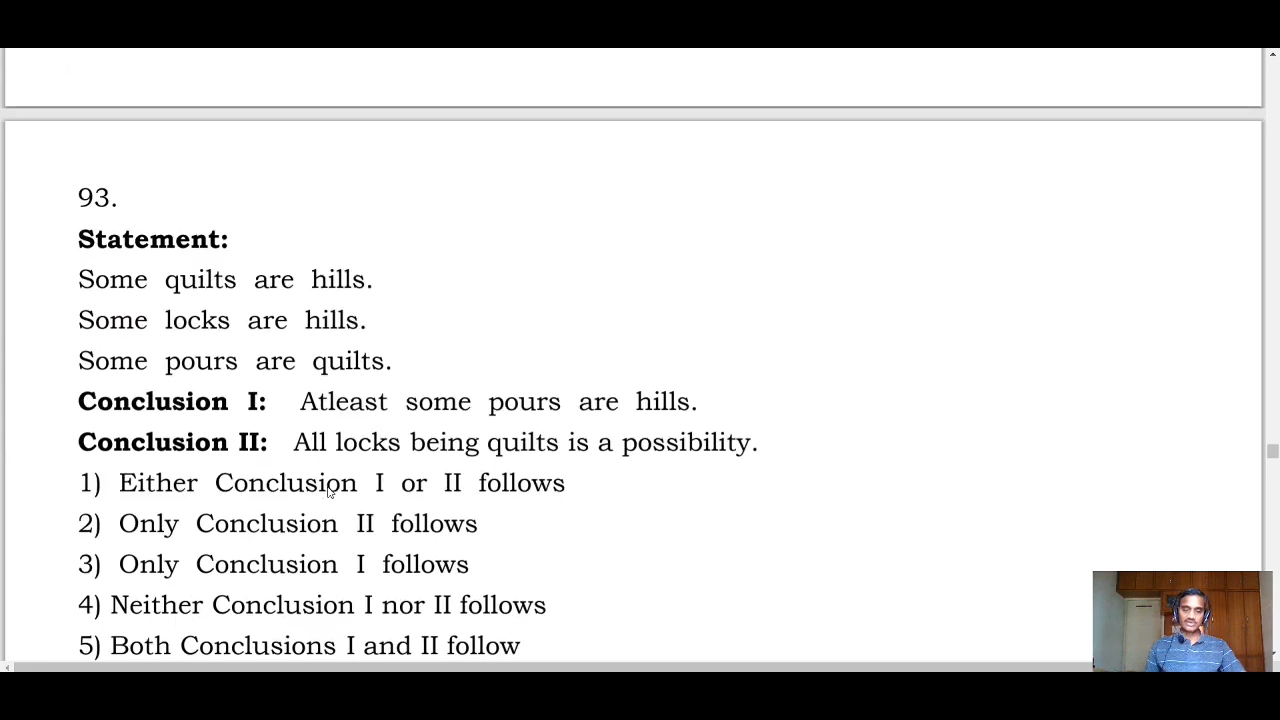 93.
Statement:
Some quilts are hills.
Some locks are hills.
Some pours are quilts.
Conclusion I: Atleast some pours are hills.
Conclusion II: All locks being quilts is a possibility.
1) Either Conclusion I or II follows
2) Only Conclusion II follows
3) Only Conclusion I follows
4) Neither Conclusion I nor II follows
5) Both Conclusions I and II follow